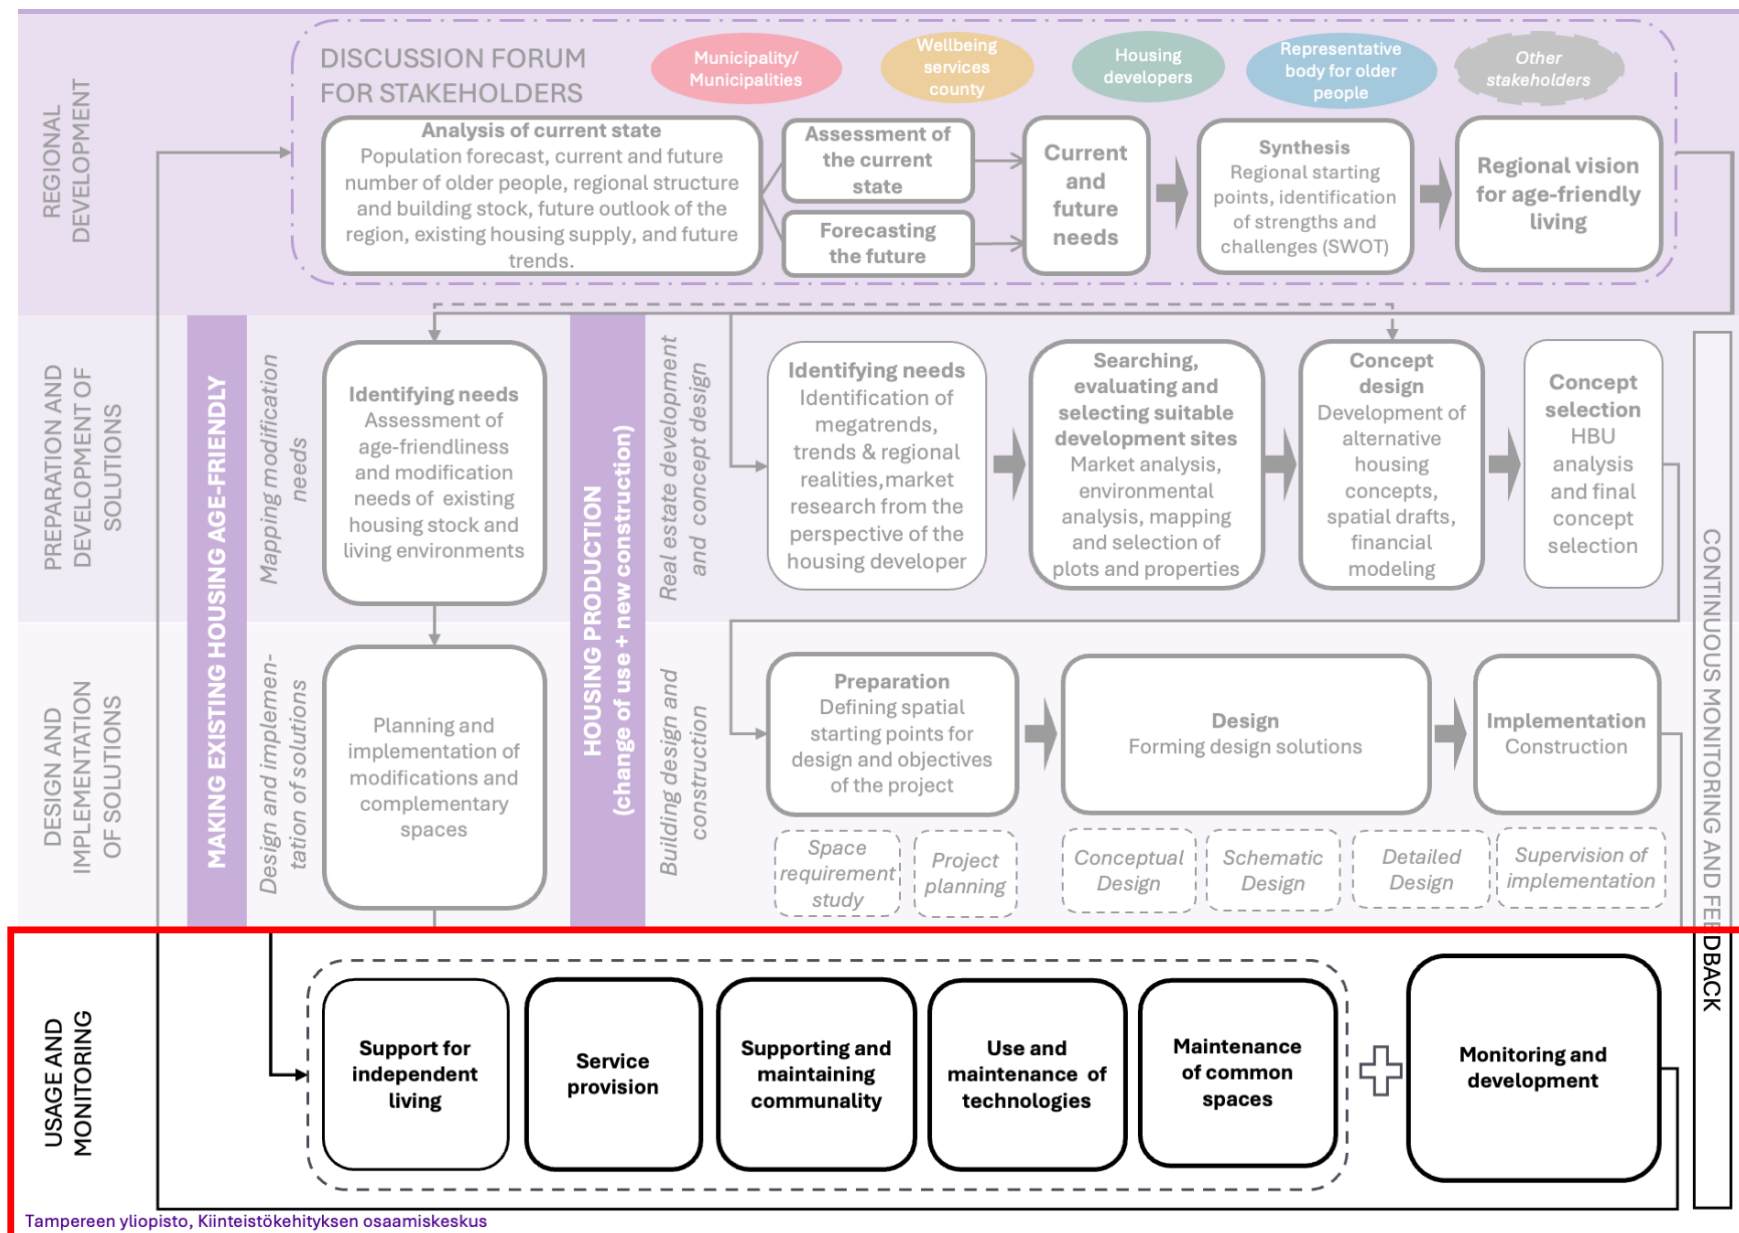 DISCUSSION FORUM
FOR STAKEHOLDERS
Municipality/
Municipalities
Wellbeing
services
county
Housing
developers
Representative
body for older
people
Other
stakeholders
REGIONAL
DEVELOPMENT
Analysis of current state
Population forecast, current and future
number of older people, regional structure
and building stock, future outlook of the
region, existing housing supply, and future
trends.
Assessment of
the current
state
Forecasting
the future
Current
and
future
needs
Synthesis
Regional starting
points, identification
of strengths and
challenges (SWOT)
Regional vision
for age-friendly
living
PREPARATION AND
DEVELOPMENT OF
SOLUTIONS
MAKING EXISTING HOUSING AGE-FRIENDLY
Mapping modification
needs
Identifying needs
Assessment of
age-friendliness
and modification
needs of existing
housing stock and
living environments
HOUSING PRODUCTION
(change of use + new construction)
Real estate development
and concept design
Identifying needs
Identification of
megatrends,
trends & regional
realities,market
research from the
perspective of the
housing developer
Searching,
evaluating and
selecting suitable
development sites
Market analysis,
environmental
analysis, mapping
and selection of
plots and properties
Concept
design
Development of
alternative
housing
concepts,
spatial drafts,
financial
modeling
Concept
selection
HBU
analysis
and final
concept
selection
CONTINUOUS MONITORING AND FEEDBACK
DESIGN AND
IMPLEMENTATION
OF SOLUTIONS
Design and implemen-
tation of solutions
Planning and
implementation of
modifications and
complementary
spaces
Building design and
construction
Preparation
Defining spatial
starting points for
design and objectives
of the project
Design
Forming design solutions
Implementation
Construction
Space
requirement
study
Project
planning
Conceptual
Design
Schematic
Design
Detailed
Design
Supervision of
implementation
USAGE AND
MONITORING
Support for
independent
living
Service
provision
Supporting and
maintaining
communality
Use and
maintenance of
technologies
Maintenance
of common
spaces
Monitoring and
development
Tampereen yliopisto, Kiinteistökehityksen osaamiskeskus